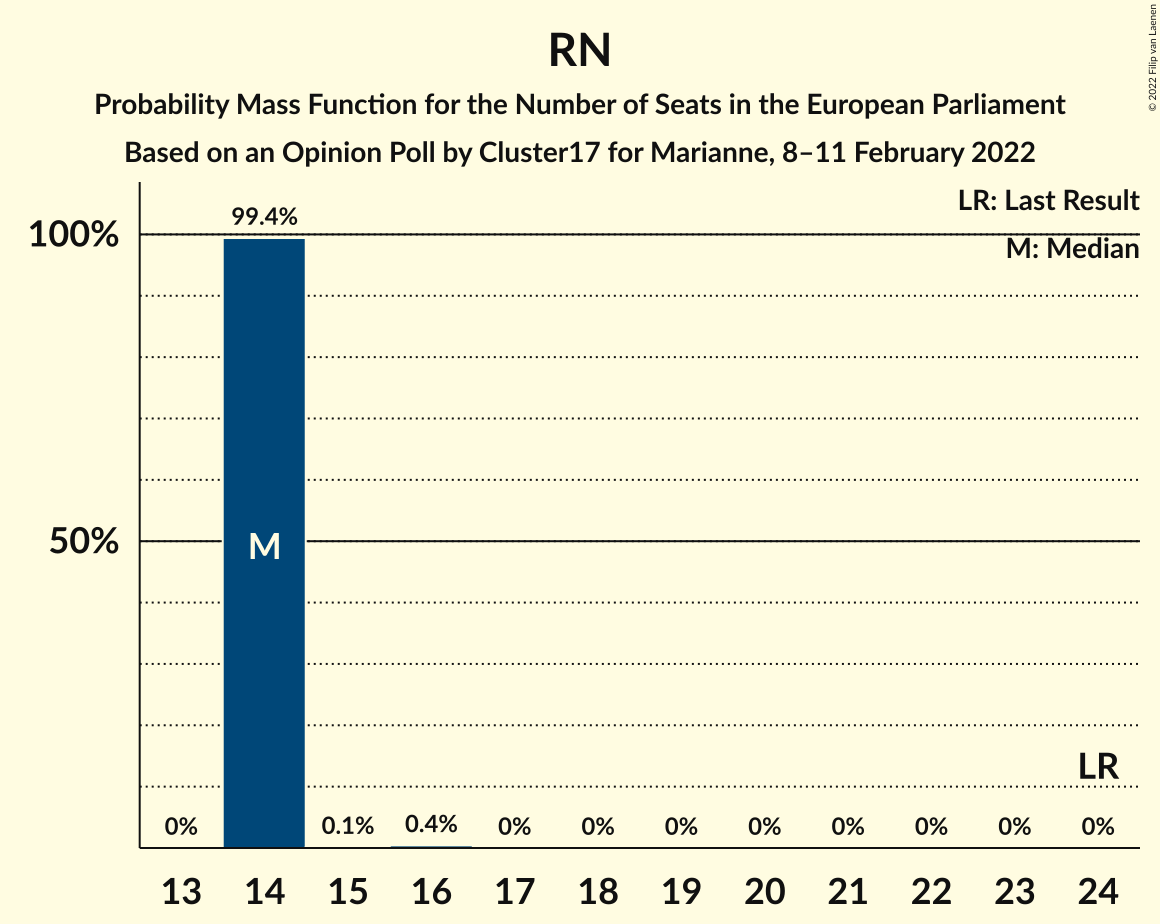 RN
Probability Mass Function for the Number of Seats in the European Parliament
Based on an Opinion Poll by Cluster17 for Marianne, 8–11 February 2022
© 2022 Filip van Laenen
LR: Last Result
M: Median
100%
50%
99.4%
M
LR
0%
0.1%
0.4%
0%
0%
0%
0%
0%
0%
0%
0%
13 14 15 16 17 18 19 20 21 22 23 24